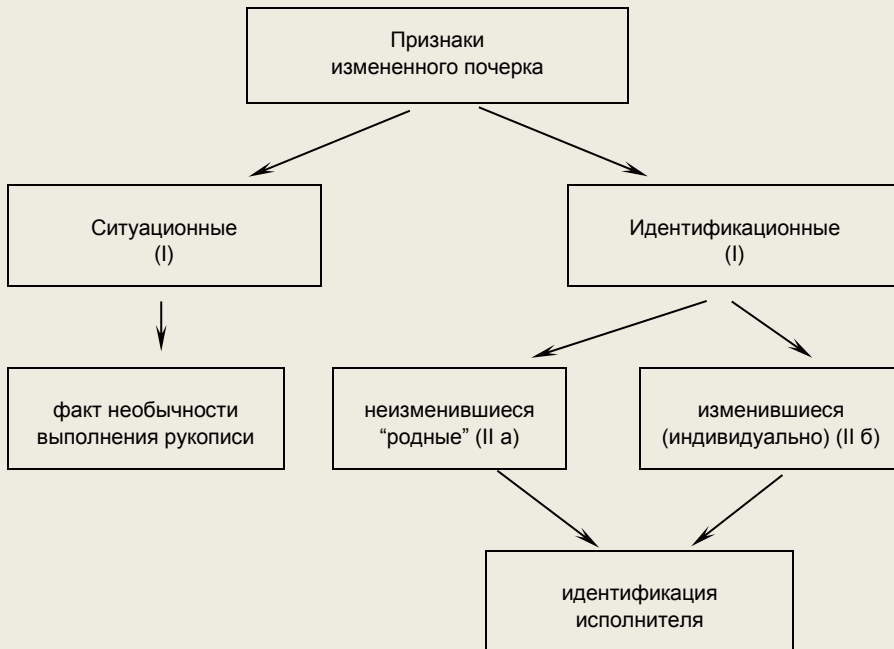 Признаки
измененного почерка
Ситуационные
(I)
Идентификационные
(I)
факт необычности
выполнения рукописи
неизменившиеся
“родные” (II а)
изменившиеся
(индивидуально) (II б)
идентификация
исполнителя